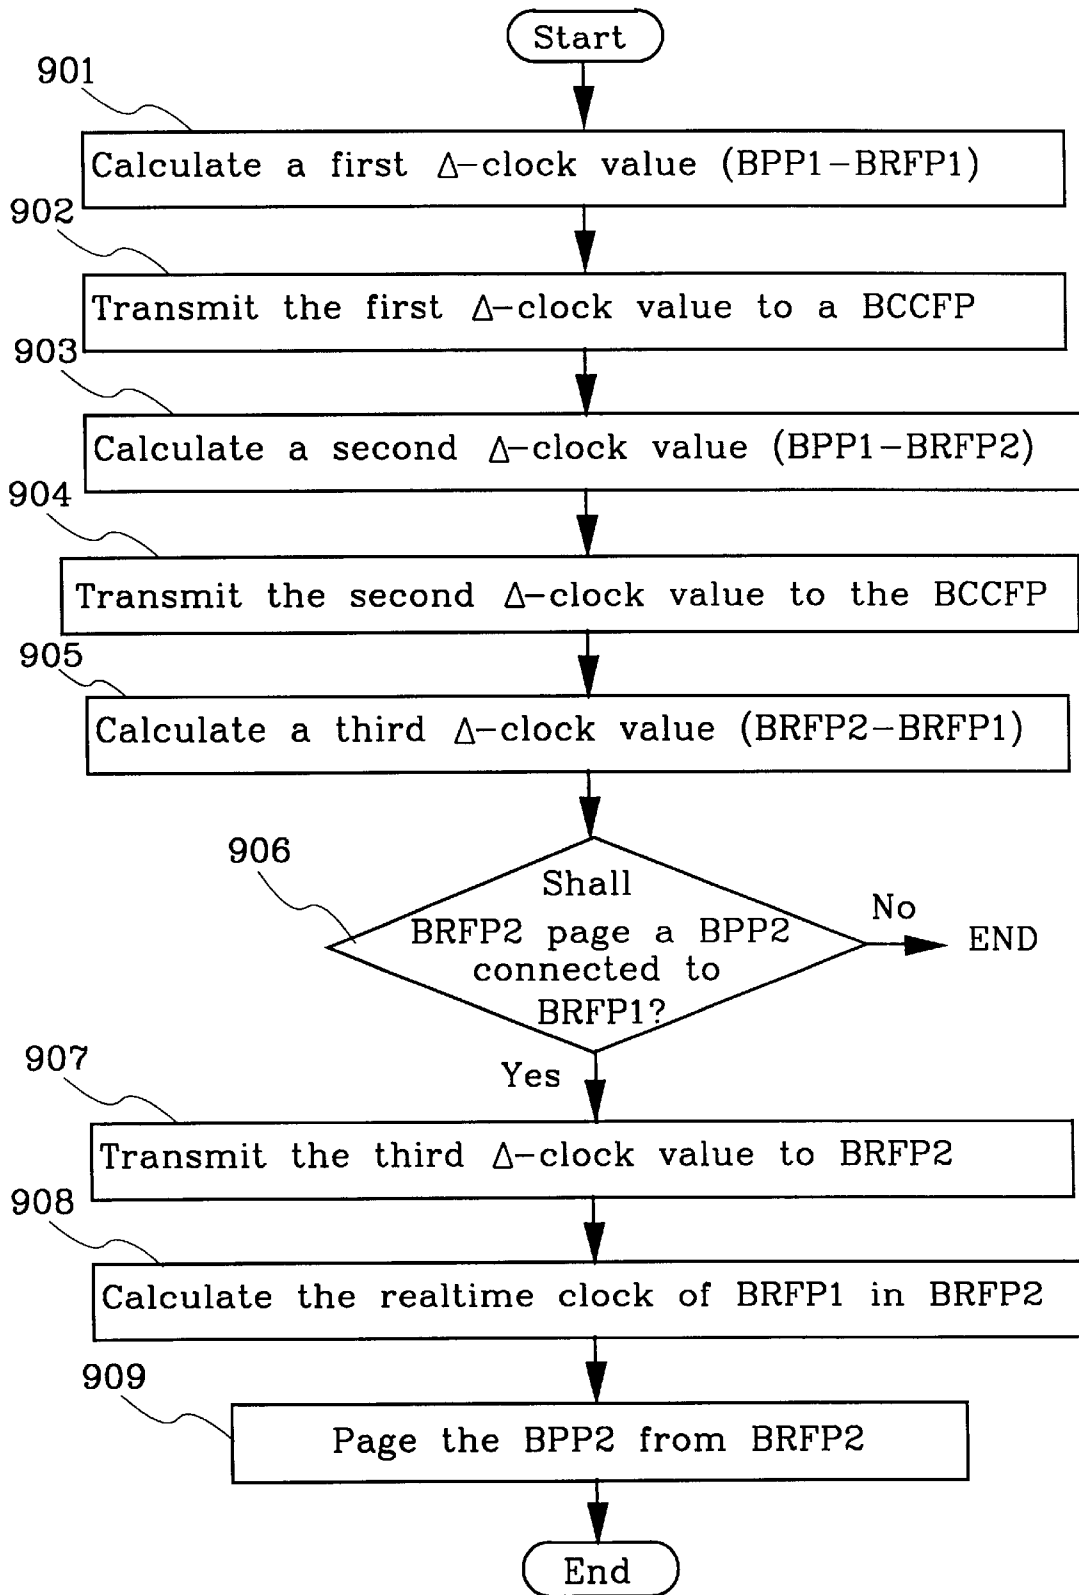 Start
901
Calculate a first Δ-clock value (BPP1-BRFP1)
902
Transmit the first Δ-clock value to a BCCFP
903
Calculate a second Δ-clock value (BPP1-BRFP2)
904
Transmit the second Δ-clock value to the BCCFP
905
Calculate a third Δ-clock value (BRFP2-BRFP1)
906
Shall
BRFP2 page a BPP2
connected to
BRFP1?
No
END
Yes
907
Transmit the third Δ-clock value to BRFP2
908
Calculate the realtime clock of BRFP1 in BRFP2
909
Page the BPP2 from BRFP2
End